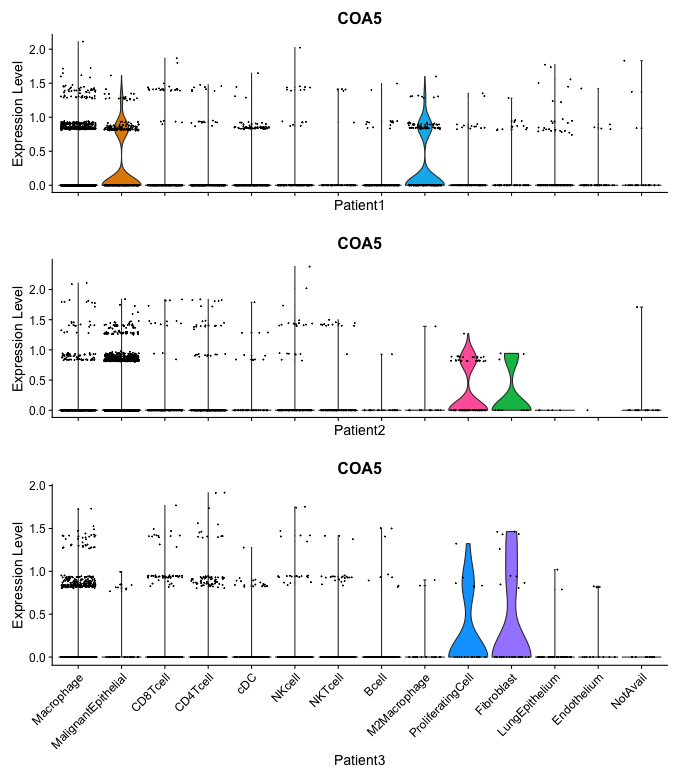 COA5
Expression Level
2.0
1.5
1.0
0.5
0.0
Patient1
COA5
Expression Level
2.0
1.5
1.0
0.5
0.0
Patient2
COA5
Expression Level
2.0
1.5
1.0
0.5
0.0
Macrophage
MalignantEpithelial
CD8Tcell
CD4Tcell
cDC
NKcell
NKTcell
Bcell
M2Macrophage
ProliferatingCell
Fibroblast
LungEpithelium
Endothelium
NotAvail
Patient3